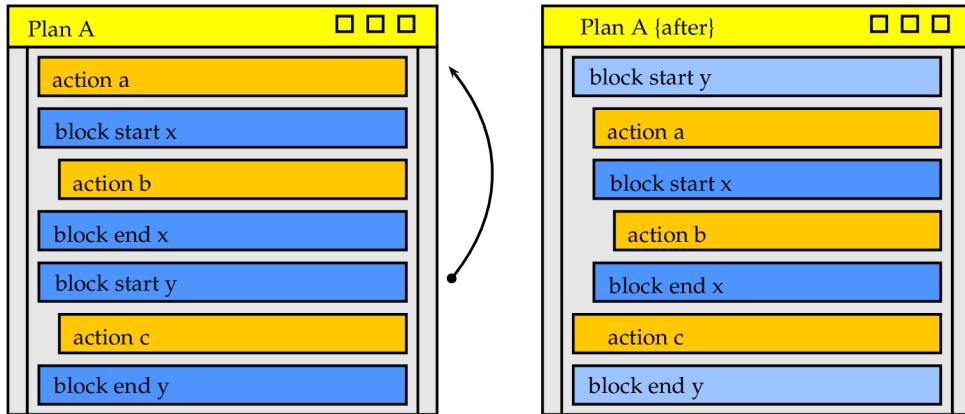 Plan A
action a
block start x
action b
block end x
block start y
action c
block end y
Plan A {after}
block start y
action a
block start x
action b
block end x
action c
block end y